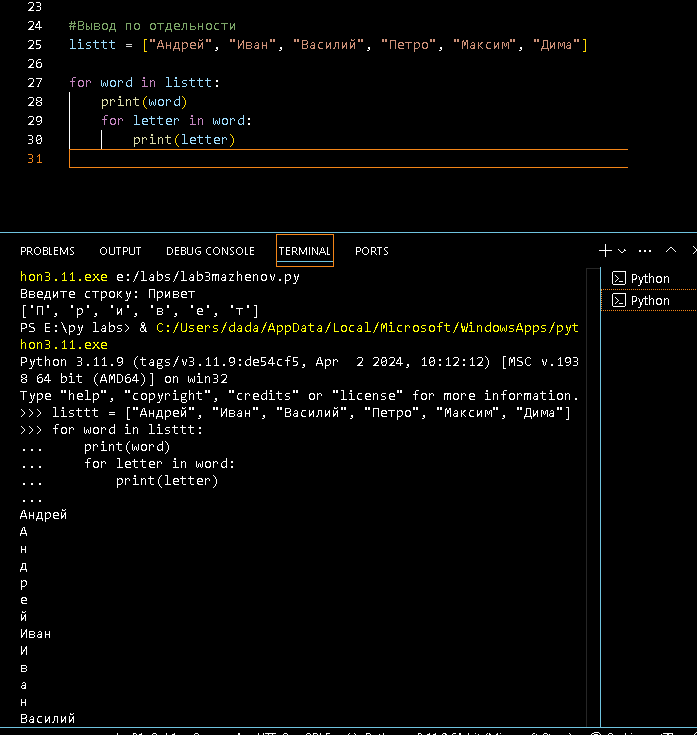 23
24 #Вывод по отдельности
25 listtt = ["Андрей", "Иван", "Василий", "Петро", "Максим", "Дима"]
26
27 for word in listtt:
28     print(word)
29     for letter in word:
30         print(letter)
31
PROBLEMS OUTPUT DEBUG CONSOLE TERMINAL PORTS
hon3.11.exe e:/labs/lab3mazhenov.py
Python
Введите строку: Привет
['П', 'р', 'и', 'в', 'е', 'т']
Python
PS E:\py labs> & C:/Users/dada/AppData/Local/Microsoft/WindowsApps/pyt
hon3.11.exe
Python 3.11.9 (tags/v3.11.9:de54cf5, Apr  2 2024, 10:12:12) [MSC v.193
8 64 bit (AMD64)] on win32
Type "help", "copyright", "credits" or "license" for more information.
>>> listtt = ["Андрей", "Иван", "Василий", "Петро", "Максим", "Дима"]
>>> for word in listtt:
...     print(word)
...     for letter in word:
...         print(letter)
...
Андрей
А
н
д
р
е
й
Иван
И
в
а
н
Василий